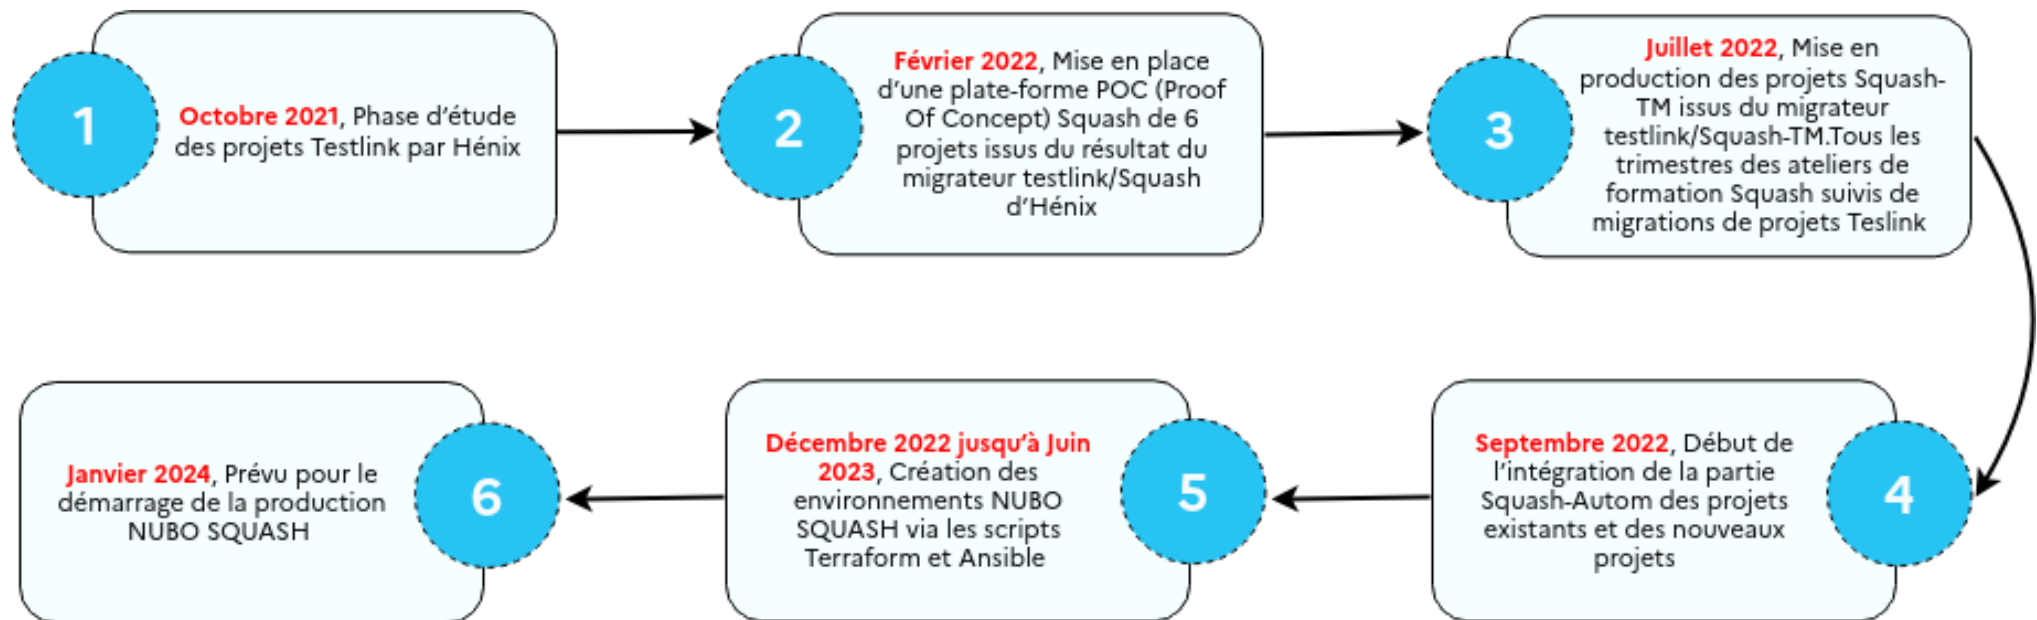 1
Octobre 2021, Phase d'étude
des projets Testlink par Hénix
2
Février 2022, Mise en place
d'une plate-forme POC (Proof
Of Concept) Squash de 6
projets issus du résultat du
migrateur testlink/Squash
d'Hénix
3
Juillet 2022, Mise en
production des projets Squash-
TM issus du migrateur
testlink/Squash-TM.Tous les
trimestres des ateliers de
formation Squash suivis de
migrations de projets Teslink
4
Septembre 2022, Début de
l'intégration de la partie
Squash-Autom des projets
existants et des nouveaux
projets
5
Décembre 2022 jusqu'à Juin
2023, Création des
environnements NUBO
SQUASH via les scripts
Terraform et Ansible
6
Janvier 2024, Prévu pour le
démarrage de la production
NUBO SQUASH